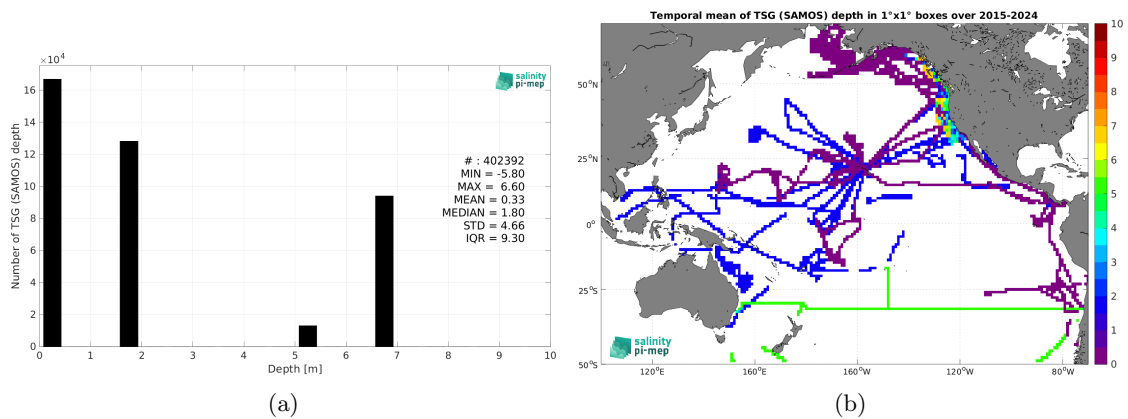 Number of TSG (SAMOS) depth
×10⁴
16
14
12
10
8
6
4
2
0
salinity
pi-mep
# : 402392
MIN = -5.80
MAX = 6.60
MEAN = 0.33
MEDIAN = 1.80
STD = 4.66
IQR = 9.30
0 1 2 3 4 5 6 7 8 9 10
Depth [m]
(a)
Temporal mean of TSG (SAMOS) depth in 1°x1° boxes over 2015-2024
50°N
25°N
0°
25°S
50°S
salinity
pi-mep
120°E 160°E 160°W 120°W 80°W
10
9
8
7
6
5
4
3
2
1
0
(b)